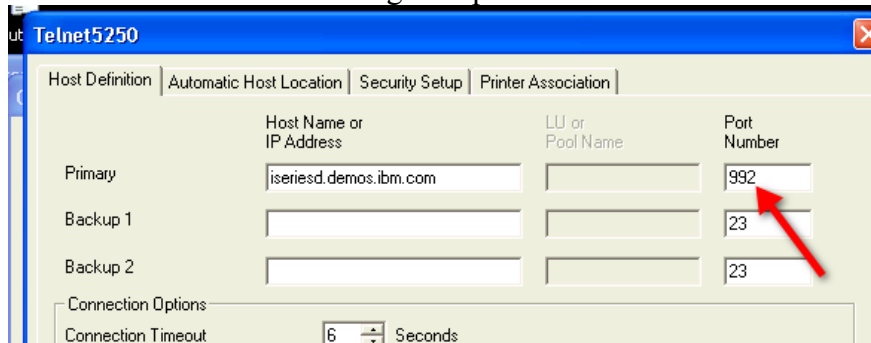 ut Telnet5250
Host Definition Automatic Host Location Security Setup Printer Association
Host Name or IP Address LU or Pool Name Port Number
Primary iseriesd.demos.ibm.com 992
Backup 1 23
Backup 2 23
Connection Options
Connection Timeout 6 Seconds